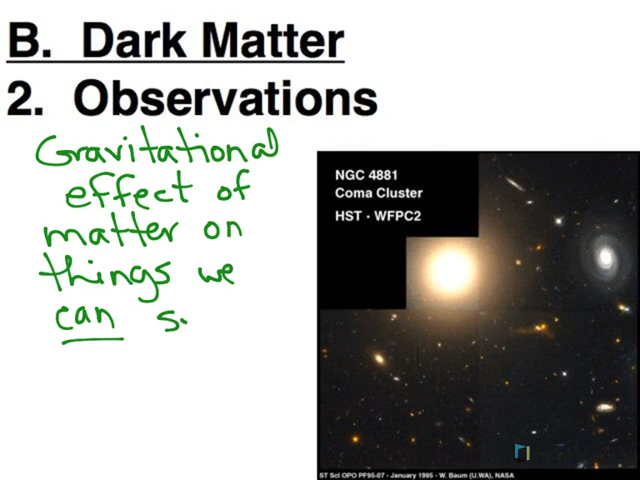 B. Dark Matter
2. Observations
Gravitational
effect of
matter on
things we
can s
NGC 4881
Coma Cluster
HST · WFPC2
ST ScI OPO PF95-07 - January 1995 - W. Baum (U.WA), NASA